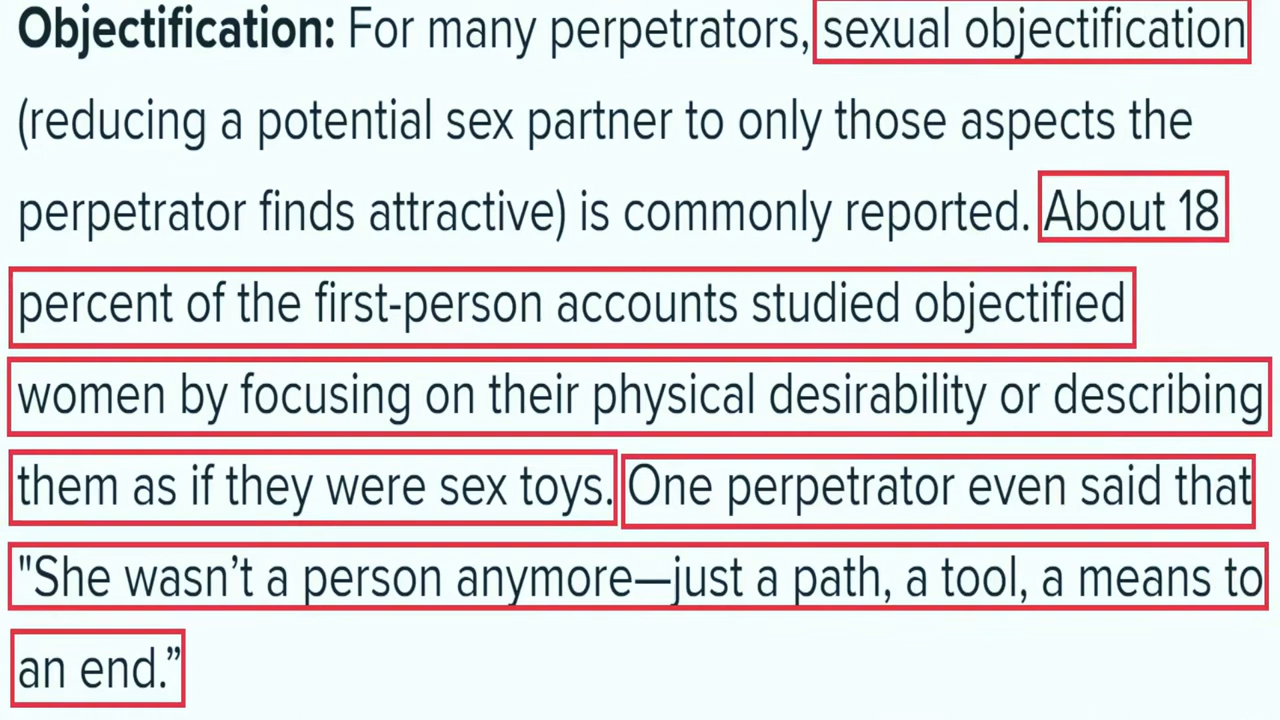 Objectification: For many perpetrators, sexual objectification
(reducing a potential sex partner to only those aspects the
perpetrator finds attractive) is commonly reported. About 18
percent of the first-person accounts studied objectified
women by focusing on their physical desirability or describing
them as if they were sex toys. One perpetrator even said that
"She wasn’t a person anymore—just a path, a tool, a means to
an end.”